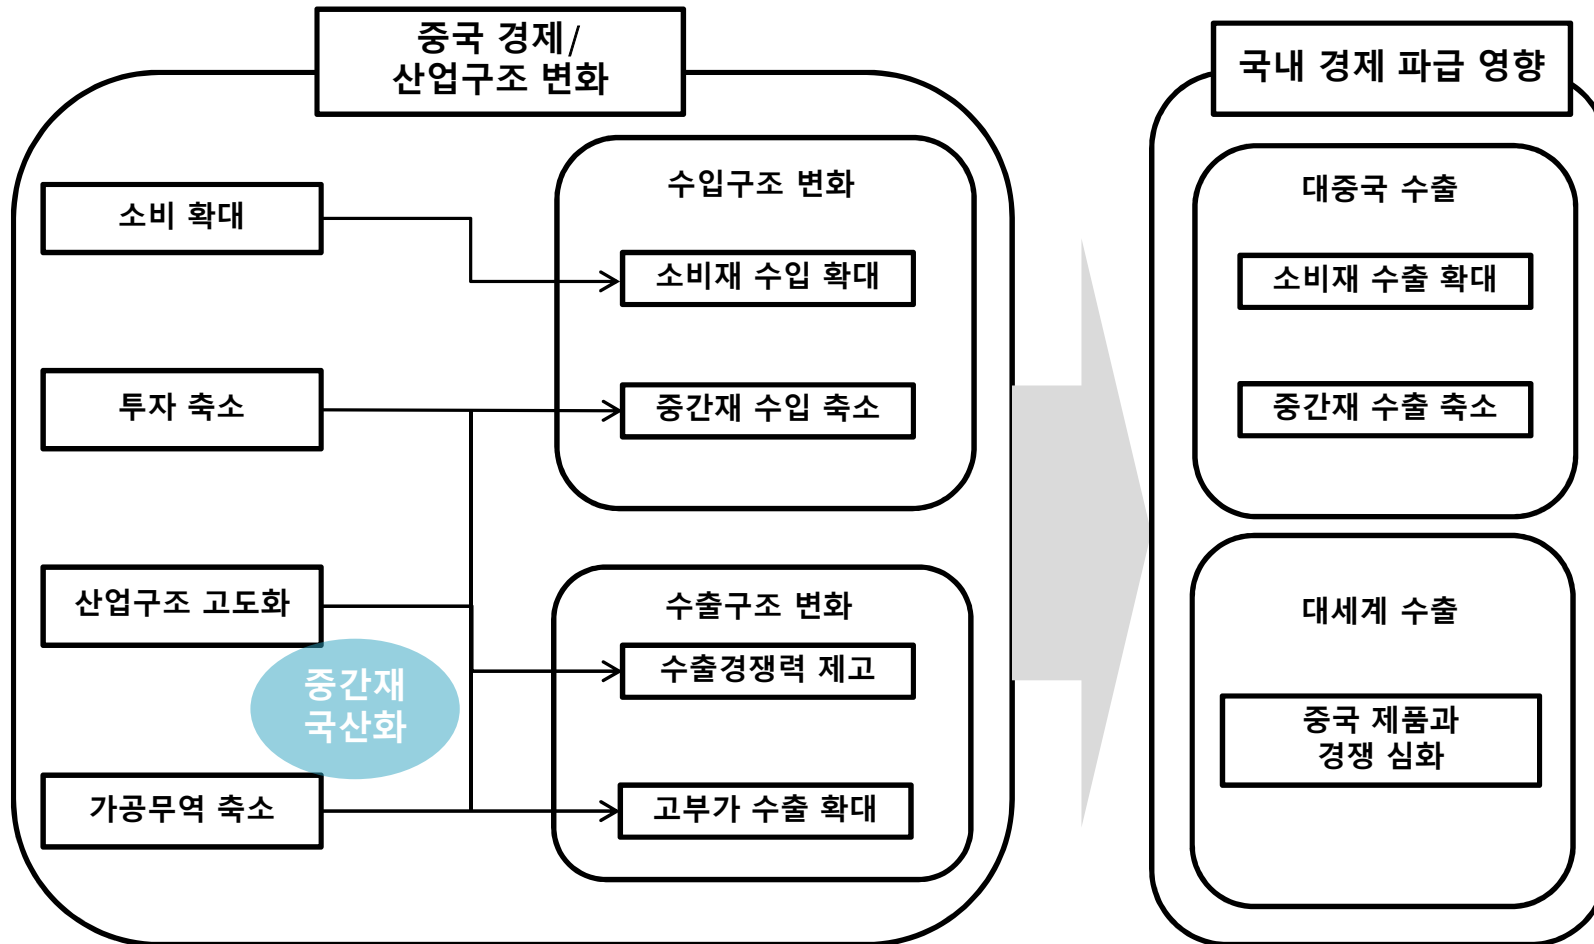 중국 경제/
산업구조 변화
소비 확대
투자 축소
산업구조 고도화
중간재
국산화
가공무역 축소
수입구조 변화
소비재 수입 확대
중간재 수입 축소
수출구조 변화
수출경쟁력 제고
고부가 수출 확대
국내 경제 파급 영향
대중국 수출
소비재 수출 확대
중간재 수출 축소
대세계 수출
중국 제품과
경쟁 심화